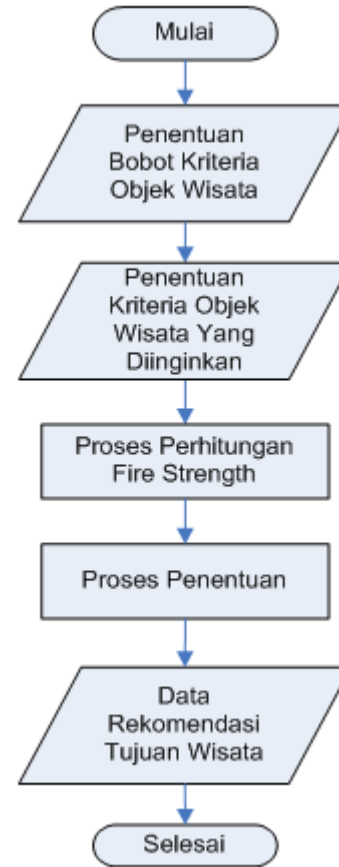 Mulai
Penentuan
Bobot Kriteria
Objek Wisata
Penentuan
Kriteria Objek
Wisata Yang
Diinginkan
Proses Perhitungan
Fire Strength
Proses Penentuan
Data
Rekomendasi
Tujuan Wisata
Selesai